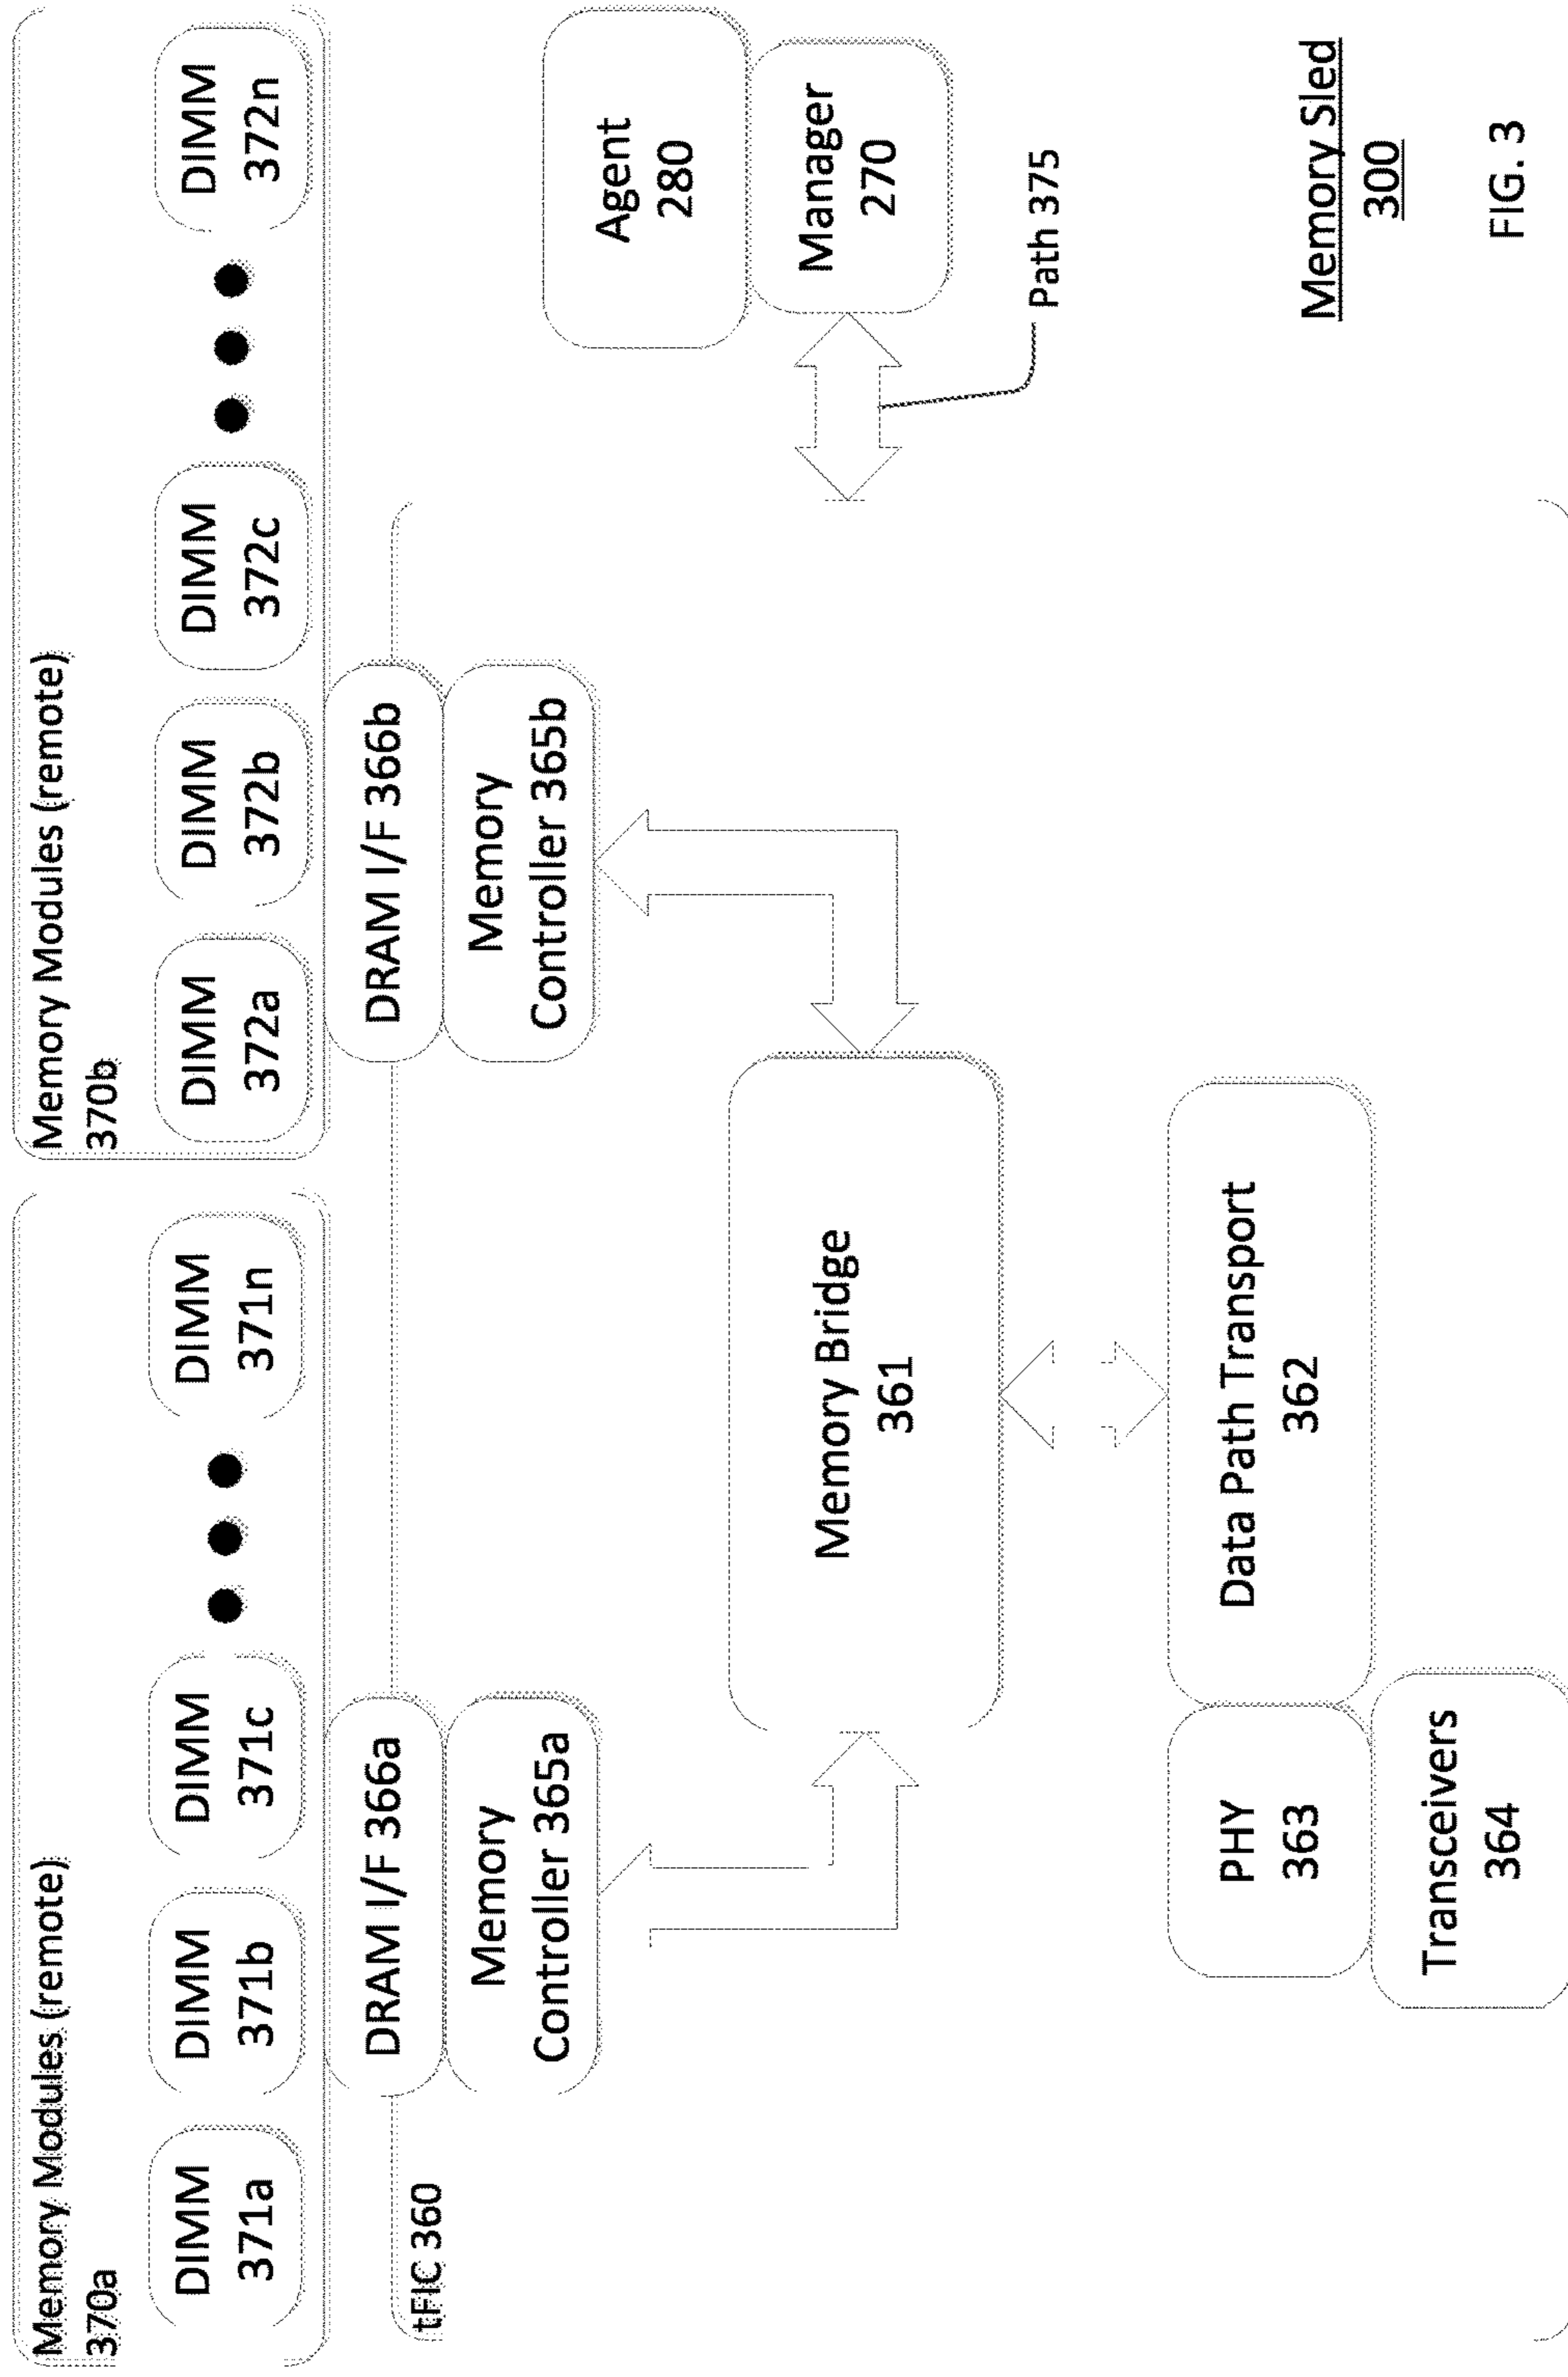 Memory Modules (remote)
370a
DIMM
371a
DIMM
371b
DIMM
371c
DIMM
371n
Memory Modules (remote)
370b
DIMM
372a
DIMM
372b
DIMM
372c
DIMM
372n
tFIC 360
DRAM I/F 366a
Memory
Controller 365a
DRAM I/F 366b
Memory
Controller 365b
Agent
280
Manager
270
Path 375
Memory Bridge
361
PHY
363
Data Path Transport
362
Transceivers
364
Memory Sled
300
FIG. 3